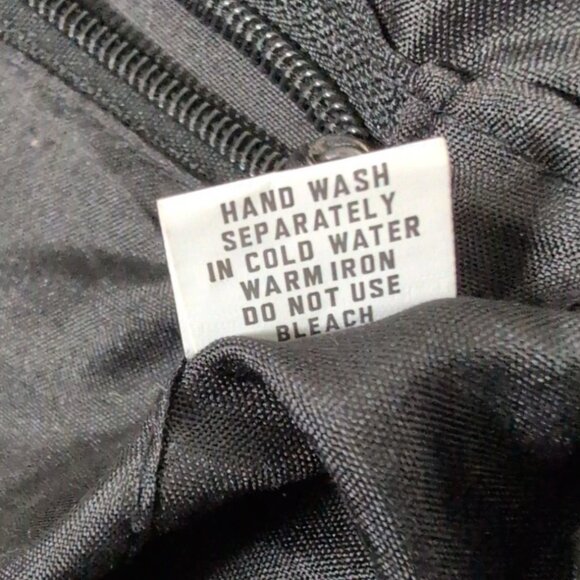 HAND WASH
SEPARATELY
IN COLD WATER
WARM IRON
DO NOT USE
BLEACH